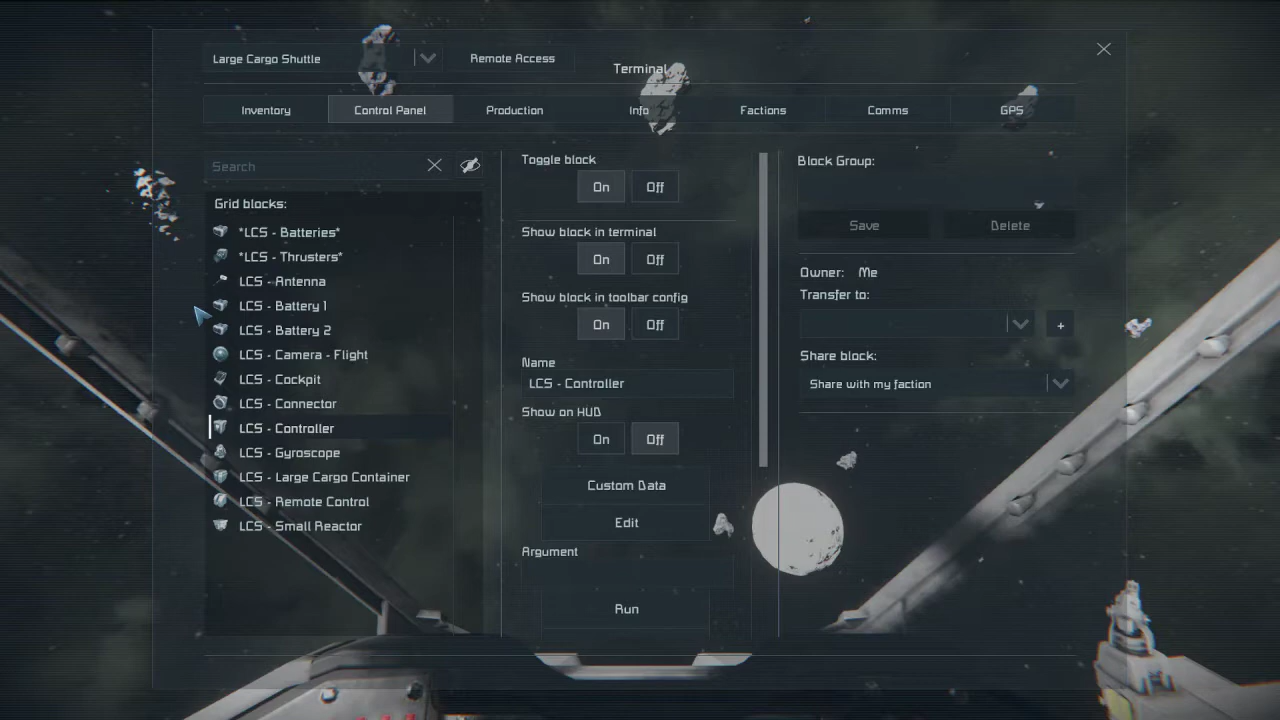 Large Cargo Shuttle
Remote Access
Terminal
Inventory
Control Panel
Production
Info
Factions
Comms
GPS
Search
Grid blocks:
*LCS - Batteries*
*LCS - Thrusters*
LCS - Antenna
LCS - Battery 1
LCS - Battery 2
LCS - Camera - Flight
LCS - Cockpit
LCS - Connector
LCS - Controller
LCS - Gyroscope
LCS - Large Cargo Container
LCS - Remote Control
LCS - Small Reactor
Toggle block
On Off
Show block in terminal
On Off
Show block in toolbar config
On Off
Name
LCS - Controller
Show on HUD
On Off
Custom Data
Edit
Argument
Run
Block Group:
Save Delete
Owner: Me
Transfer to:
+
Share block:
Share with my faction